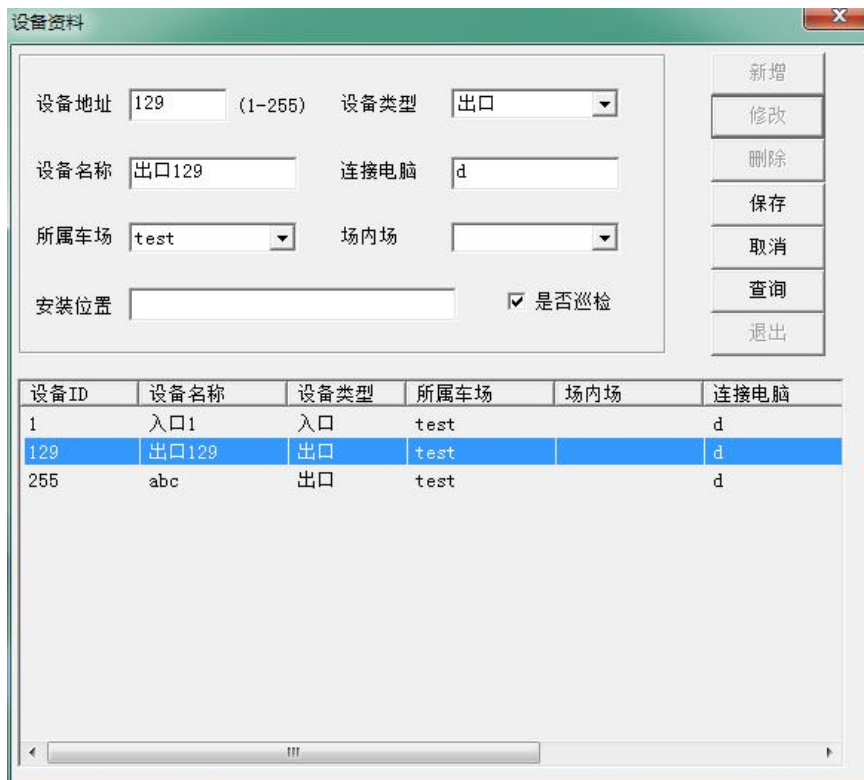 设备资料
设备地址 129 (1-255) 设备类型 出口
设备名称 出口129 连接电脑 d
所属车场 test 场内场
安装位置 是否巡检
新增
修改
删除
保存
取消
查询
退出
设备ID 设备名称 设备类型 所属车场 场内场 连接电脑
1 入口1 入口 test d
129 出口129 出口 test d
255 abc 出口 test d